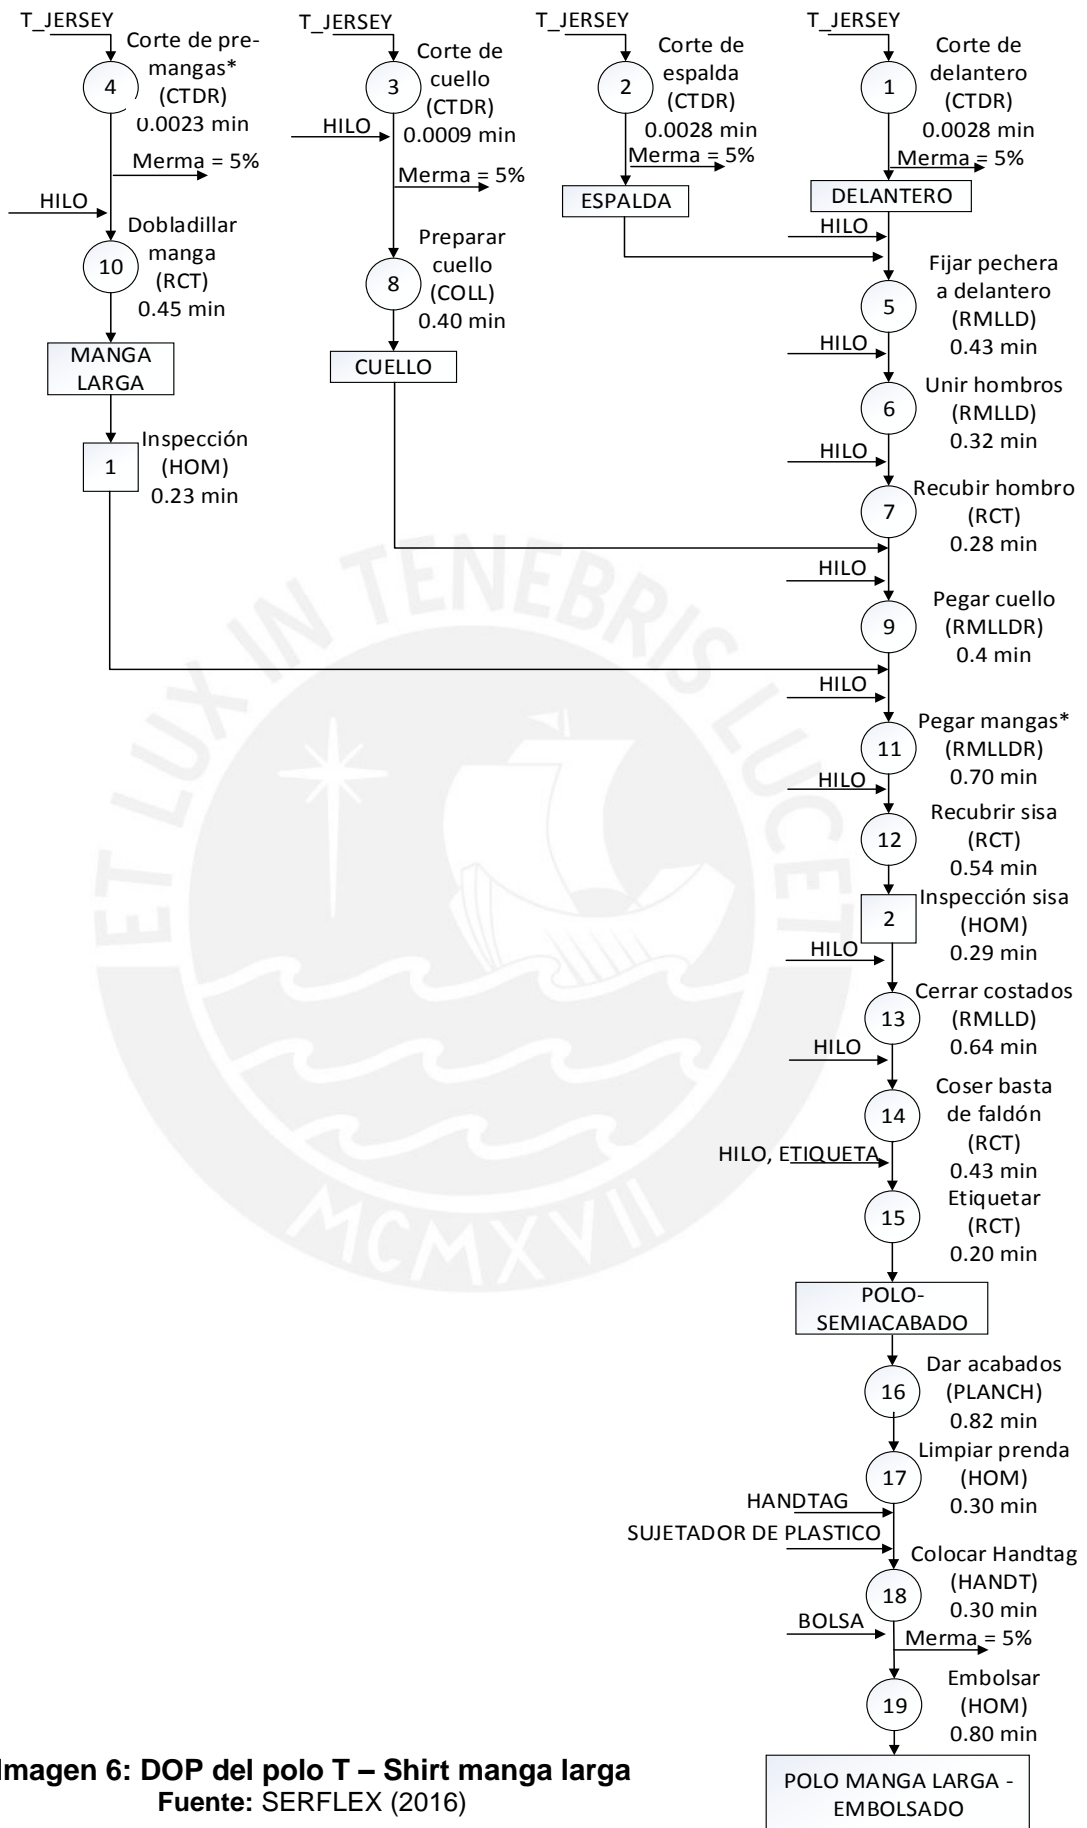 T_JERSEY
Corte de pre-
mangas*
(CTDR)
0.0023 min
4
Merma = 5%
HILO
Dobladillar
manga
(RCT)
0.45 min
10
MANGA
LARGA
Inspección
(HOM)
0.23 min
1
T_JERSEY
Corte de
cuello
(CTDR)
0.0009 min
3
HILO
Merma = 5%
Preparar
cuello
(COLL)
0.40 min
8
CUELLO
T_JERSEY
Corte de
espalda
(CTDR)
0.0028 min
2
Merma = 5%
ESPALDA
T_JERSEY
Corte de
delantero
(CTDR)
0.0028 min
1
Merma = 5%
DELANTERO
HILO
Fijar pechera
a delantero
(RMLLD)
0.43 min
5
HILO
Unir hombros
(RMLLD)
0.32 min
6
HILO
Recubir hombro
(RCT)
0.28 min
7
HILO
Pegar cuello
(RMLLDR)
0.4 min
9
HILO
Pegar mangas*
(RMLLDR)
0.70 min
11
HILO
Recubrir sisa
(RCT)
0.54 min
12
Inspección sisa
(HOM)
0.29 min
2
HILO
Cerrar costados
(RMLLD)
0.64 min
13
HILO
Coser basta
de faldón
(RCT)
0.43 min
14
HILO, ETIQUETA
Etiquetar
(RCT)
0.20 min
15
POLO-
SEMIACABADO
Dar acabados
(PLANCH)
0.82 min
16
Limpiar prenda
(HOM)
0.30 min
17
HANDTAG
SUJETADOR DE PLASTICO
Colocar Handtag
(HANDT)
0.30 min
18
BOLSA
Merma = 5%
Embolsar
(HOM)
0.80 min
19
POLO MANGA LARGA -
EMBOLSADO
Imagen 6: DOP del polo T – Shirt manga larga
Fuente: SERFLEX (2016)
ET LUX IN TENEBRIS LUCET
MCMXVII